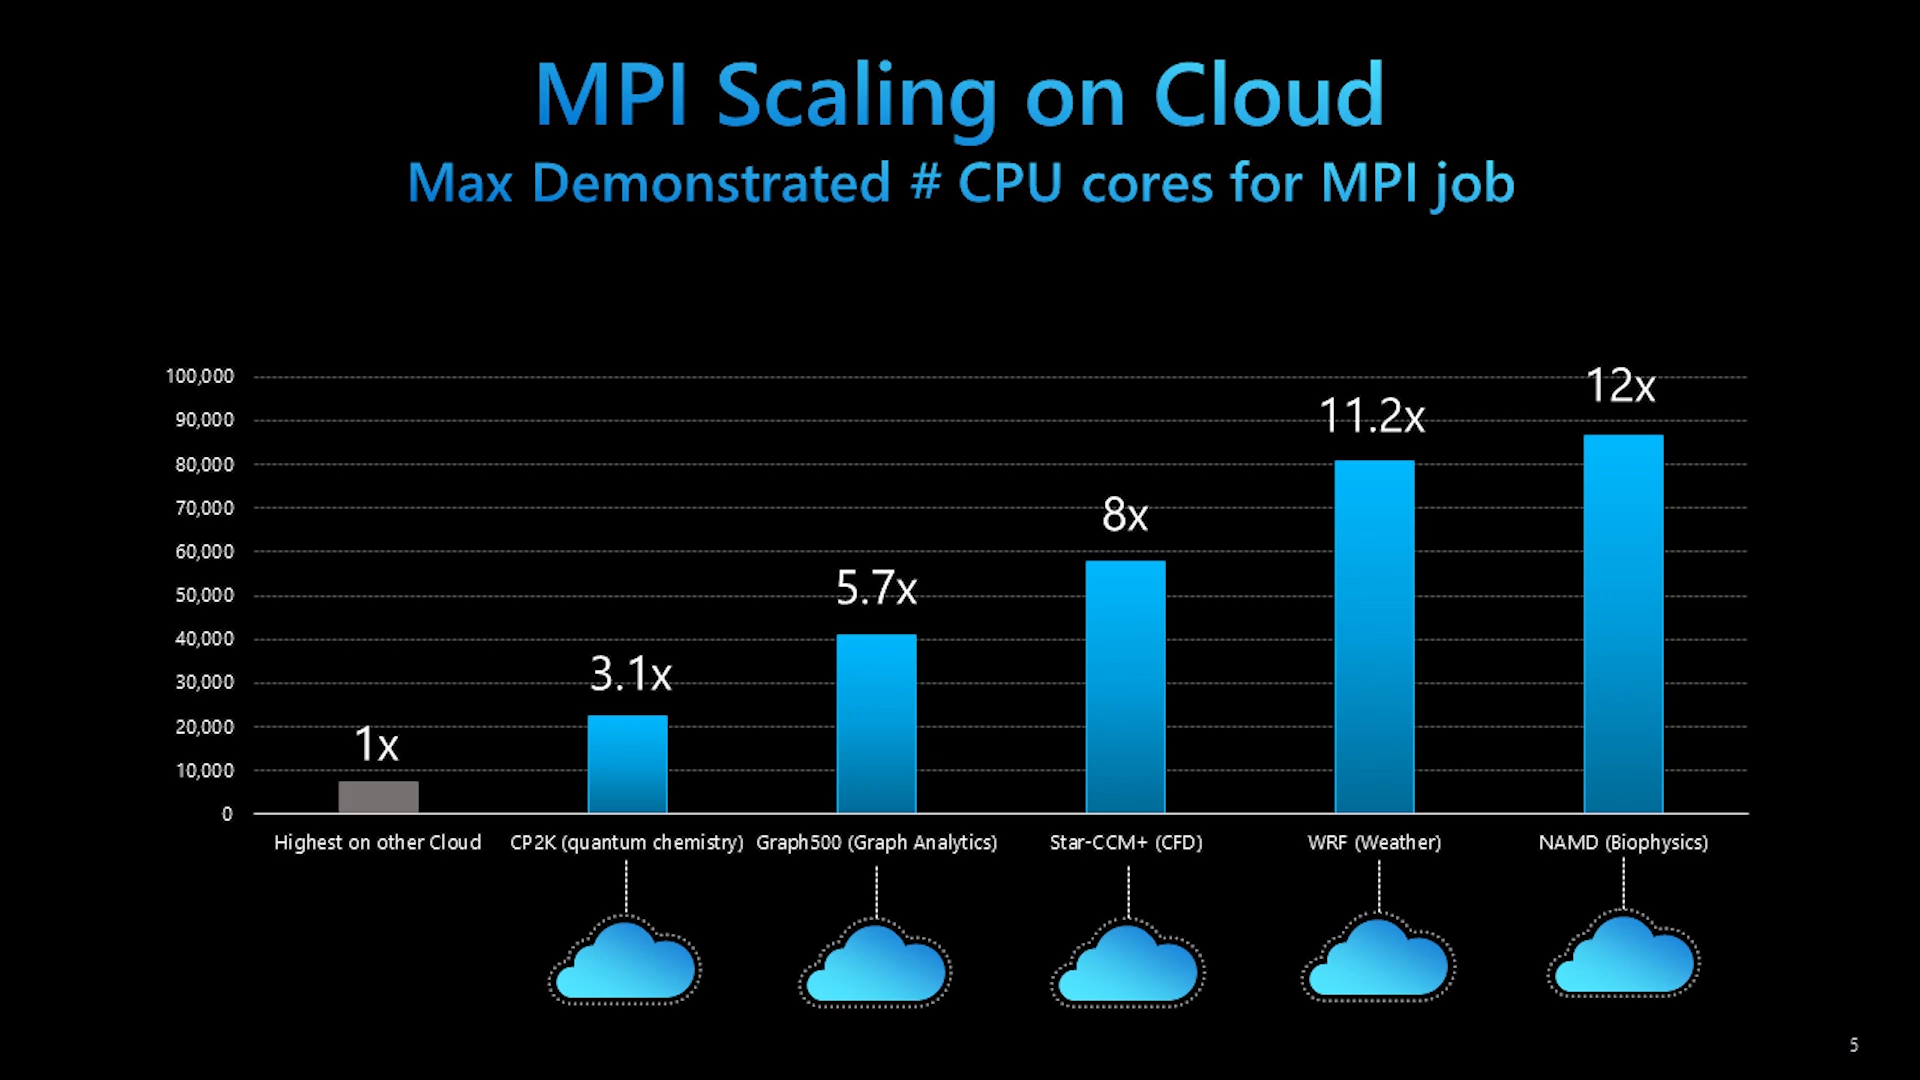 MPI Scaling on Cloud
Max Demonstrated # CPU cores for MPI job
100,000
90,000
80,000
70,000
60,000
50,000
40,000
30,000
20,000
10,000
0
1x
3.1x
5.7x
8x
11.2x
12x
Highest on other Cloud
CP2K (quantum chemistry)
Graph500 (Graph Analytics)
Star-CCM+ (CFD)
WRF (Weather)
NAMD (Biophysics)
5